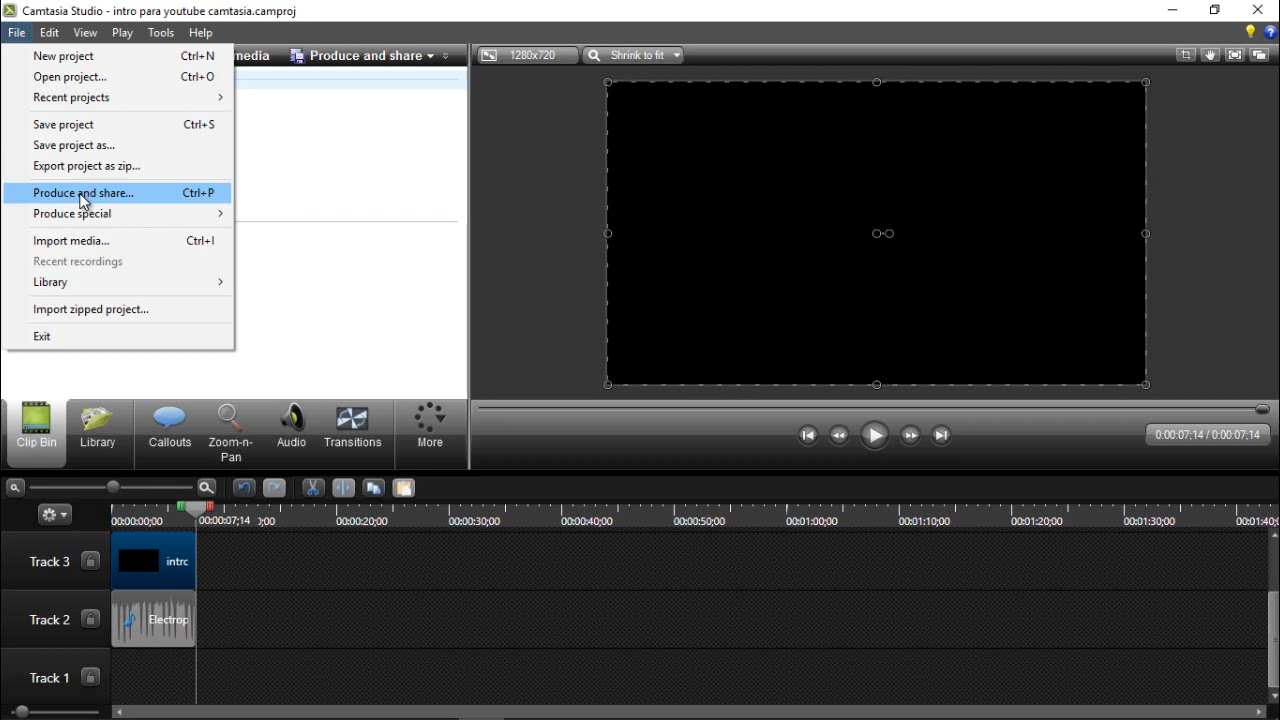 Camtasia Studio - intro para youtube camtasia.camproj
File Edit View Play Tools Help
New project Ctrl+N
Open project... Ctrl+O
Recent projects
Save project Ctrl+S
Save project as...
Export project as zip...
Produce and share... Ctrl+P
Produce special
Import media... Ctrl+I
Recent recordings
Library
Import zipped project...
Exit
media Produce and share
1280x720 Shrink to fit
Clip Bin Library Callouts Zoom-n-Pan Audio Transitions More
0:00:07;14 / 0:00:07;14
00:00:00;00 00:00:07;14 ;00 00:00:20;00 00:00:30;00 00:00:40;00 00:00:50;00 00:01:00;00 00:01:10;00 00:01:20;00 00:01:30;00 00:01:40;0
Track 3 intro
Track 2 Electrop
Track 1